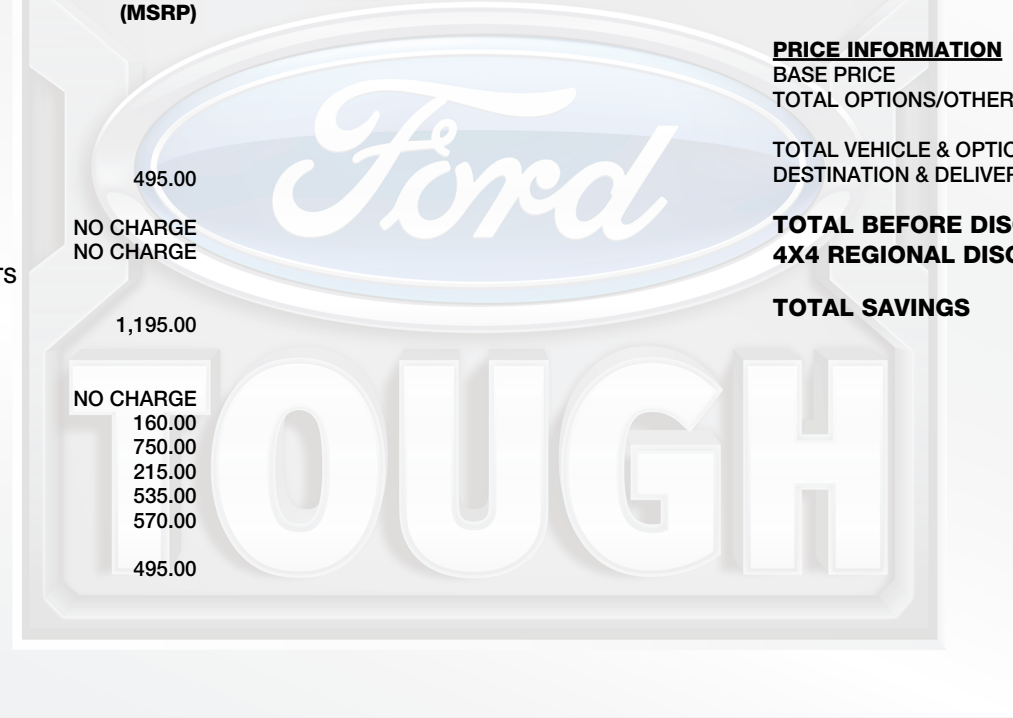 (MSRP)
495.00
NO CHARGE
NO CHARGE
TS
1,195.00
NO CHARGE
160.00
750.00
215.00
535.00
570.00
495.00
Ford
TOUGH
PRICE INFORMATION
BASE PRICE
TOTAL OPTIONS/OTHER
TOTAL VEHICLE & OPTIO
DESTINATION & DELIVER
TOTAL BEFORE DISC
4X4 REGIONAL DISC
TOTAL SAVINGS